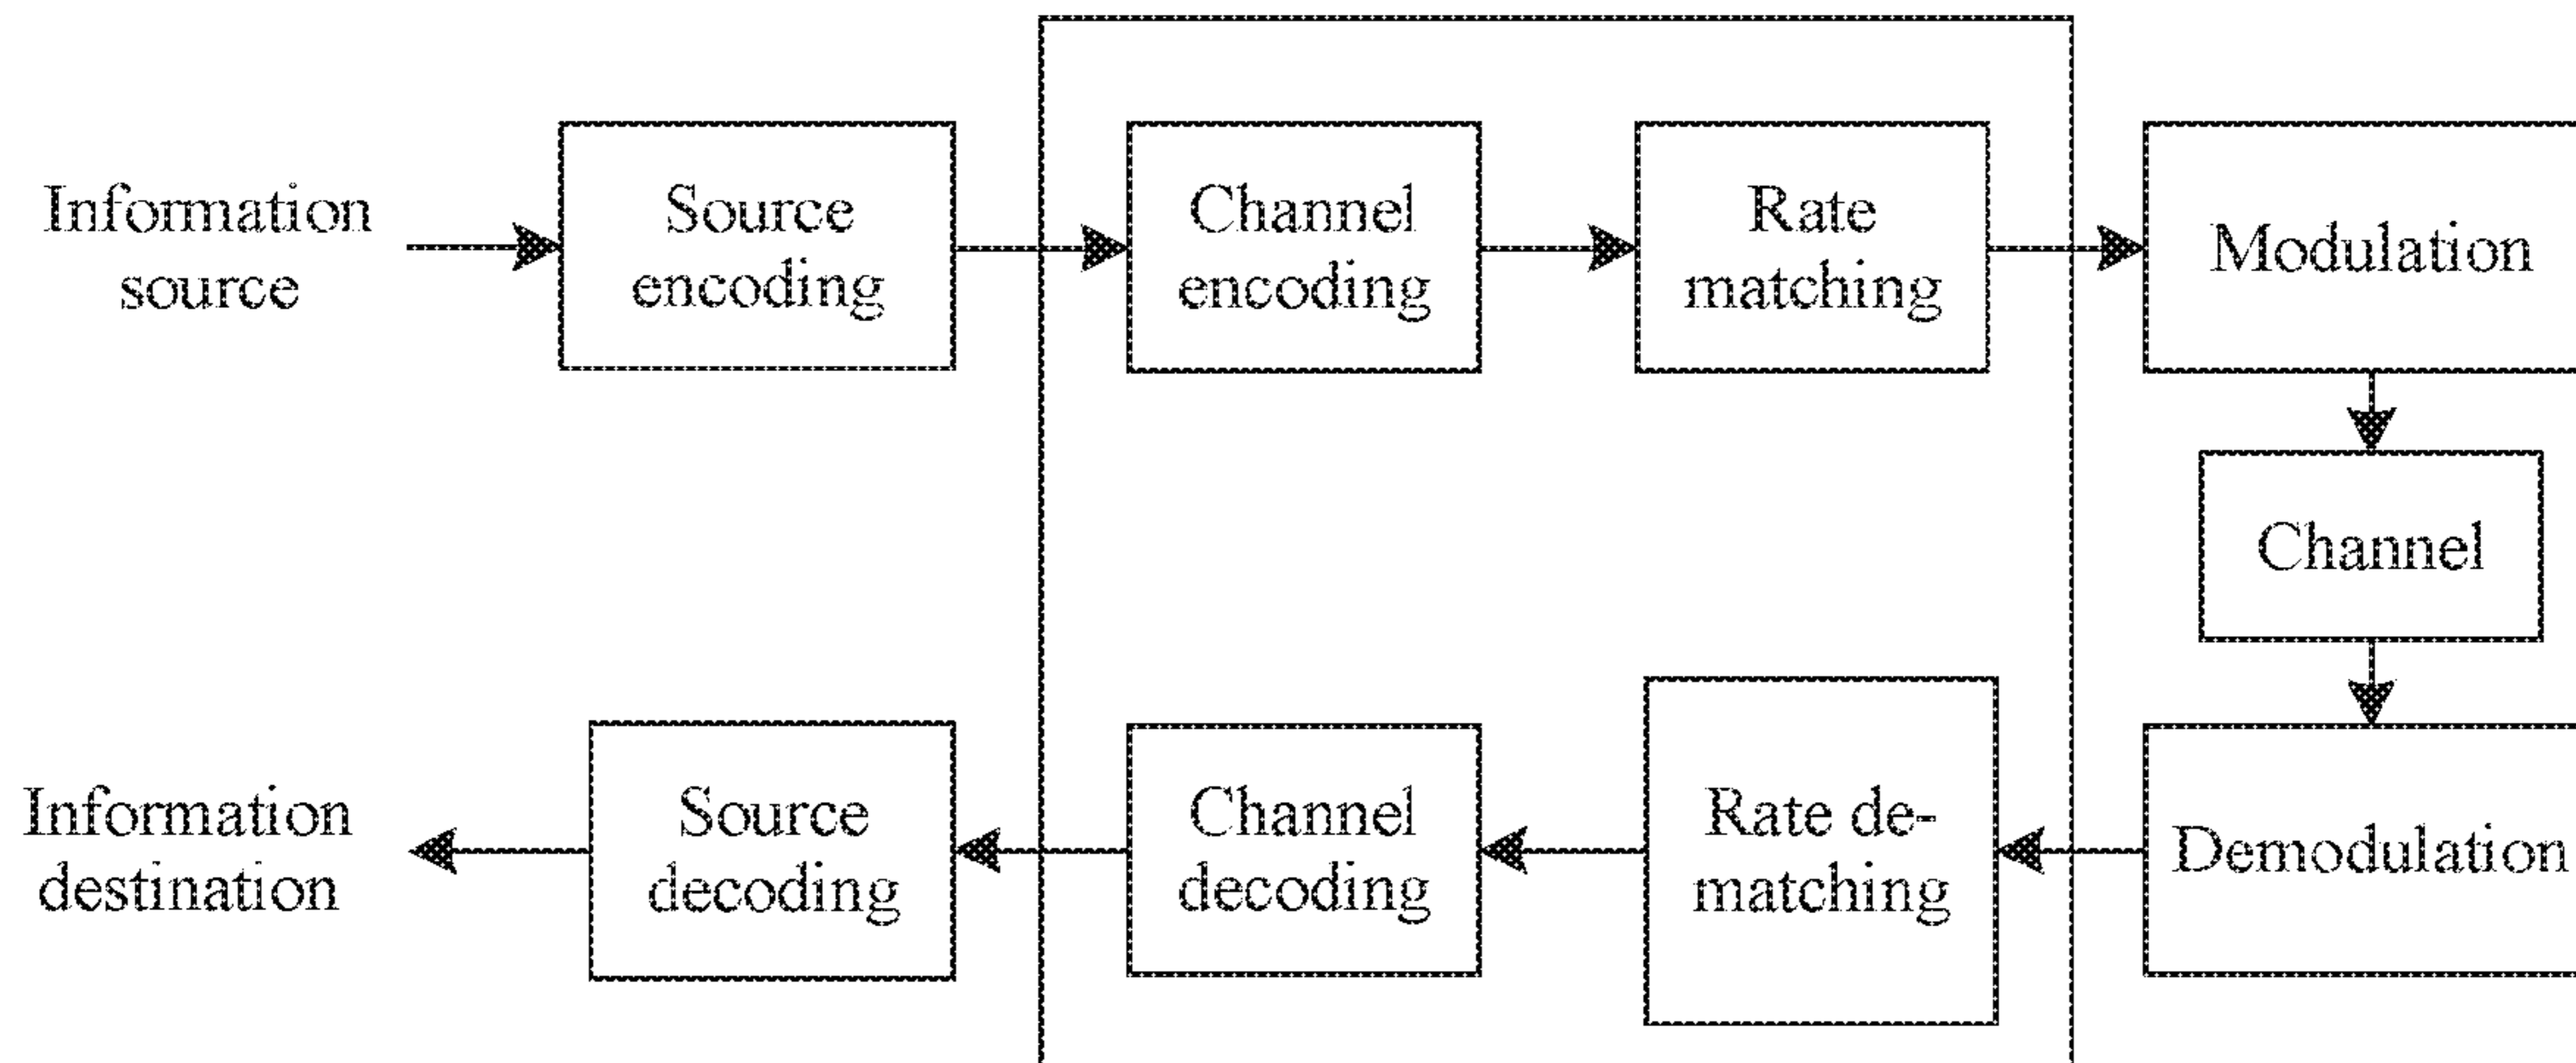 Information
source
Source
encoding
Channel
encoding
Rate
matching
Modulation
Channel
Demodulation
Rate de-
matching
Channel
decoding
Source
decoding
Information
destination